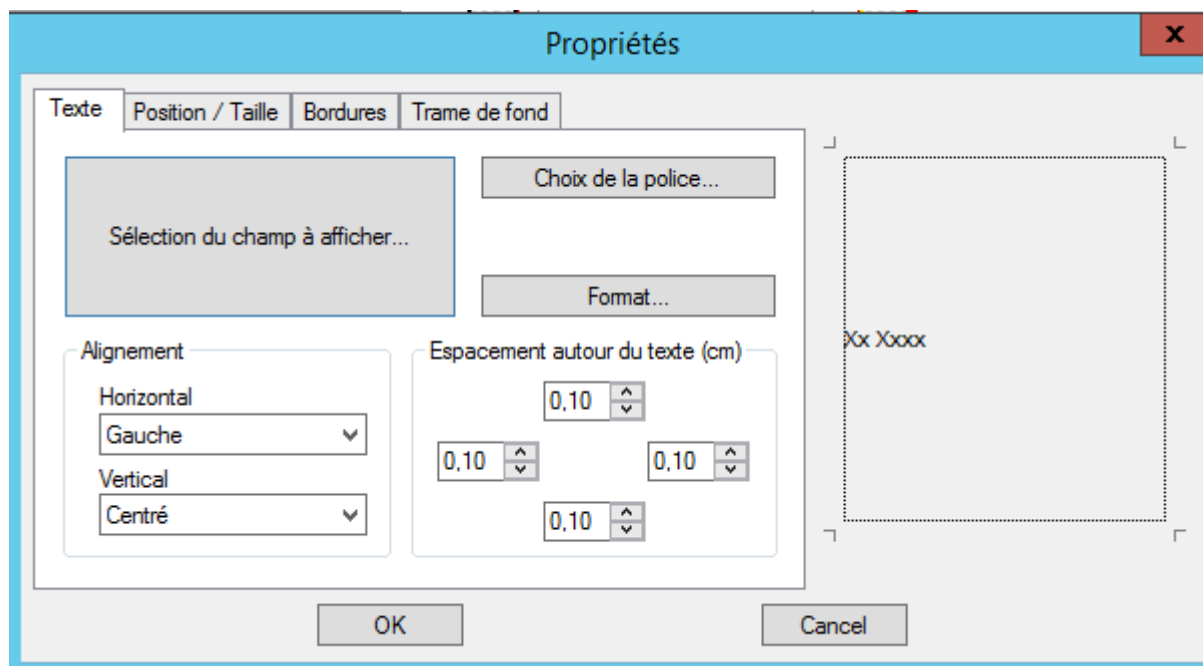 Propriétés
x
Texte
Position / Taille
Bordures
Trame de fond
Sélection du champ à afficher...
Choix de la police...
Format...
Alignement
Horizontal
Gauche
Vertical
Centré
Espacement autour du texte (cm)
0,10
0,10
0,10
0,10
Xx Xxxx
OK
Cancel